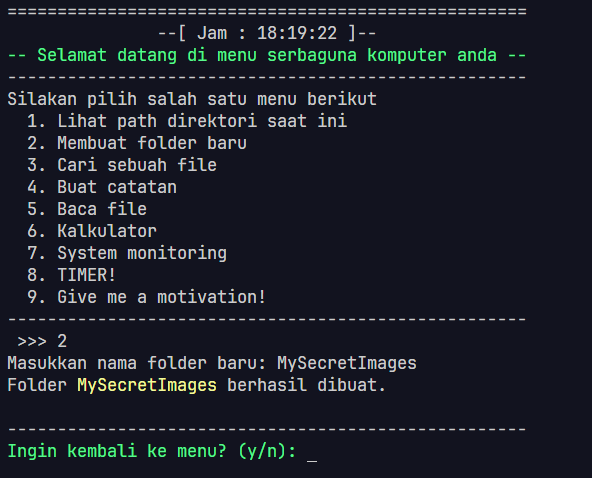 ====================================================
--[ Jam : 18:19:22 ]--
-- Selamat datang di menu serbaguna komputer anda --
----------------------------------------------------
Silakan pilih salah satu menu berikut
1. Lihat path direktori saat ini
2. Membuat folder baru
3. Cari sebuah file
4. Buat catatan
5. Baca file
6. Kalkulator
7. System monitoring
8. TIMER!
9. Give me a motivation!
----------------------------------------------------
>>> 2
Masukkan nama folder baru: MySecretImages
Folder MySecretImages berhasil dibuat.
----------------------------------------------------
Ingin kembali ke menu? (y/n): _